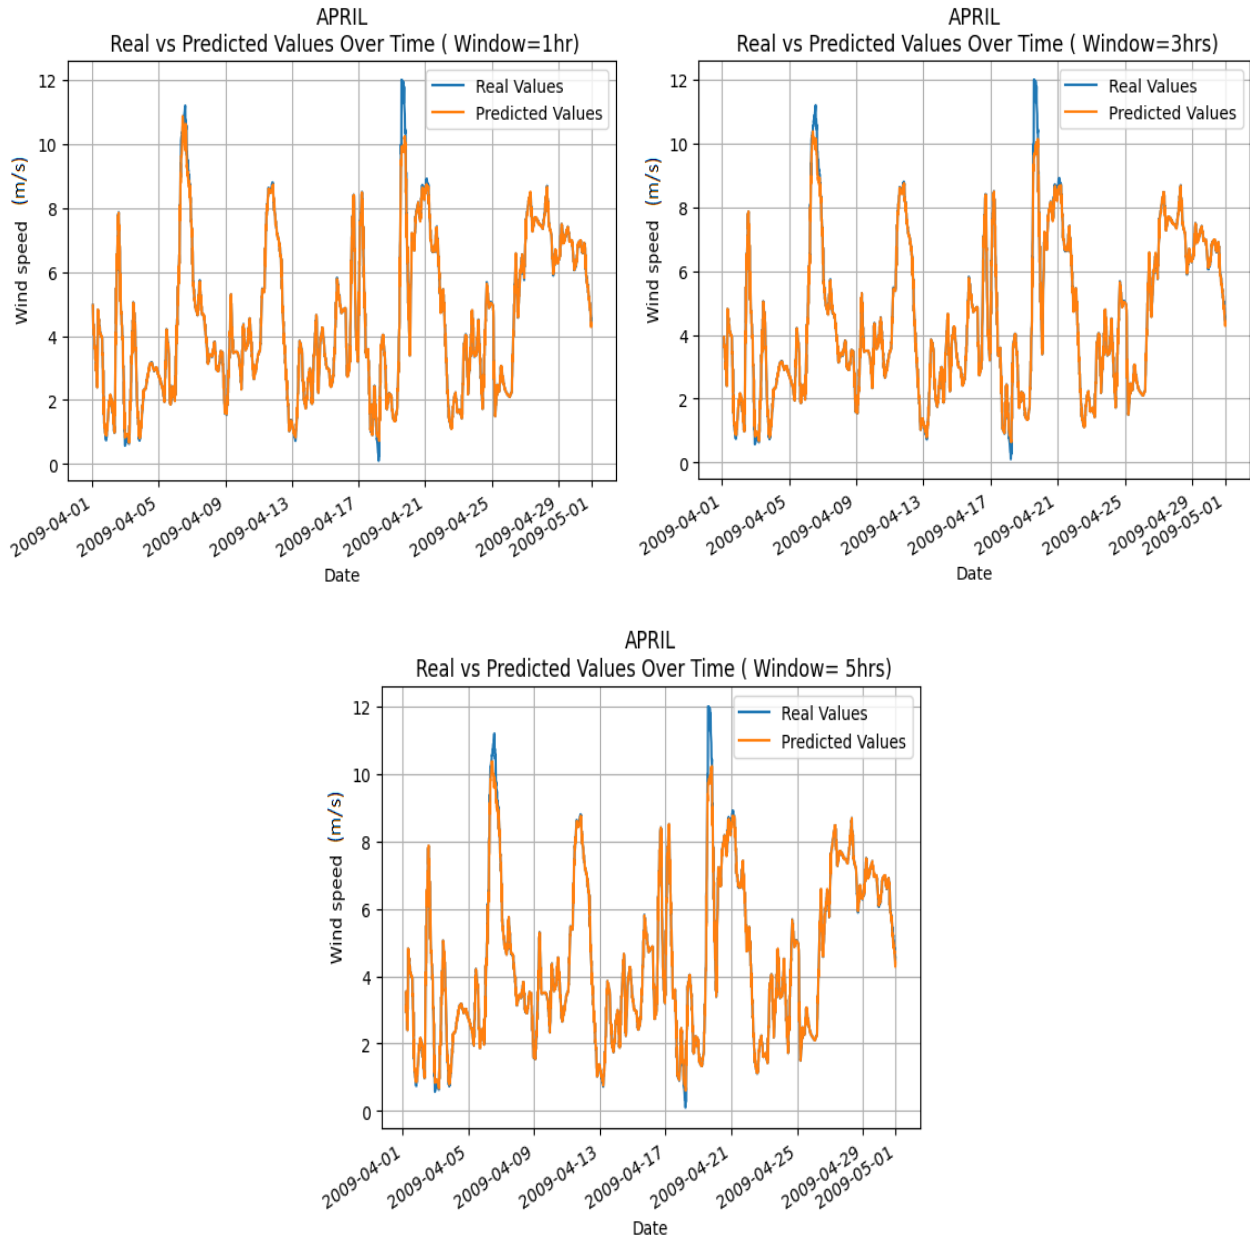 APRIL
Real vs Predicted Values Over Time ( Window=1hr)
Real Values
Predicted Values
12
10
8
6
4
2
0
Wind speed (m/s)
2009-04-01
2009-04-05
2009-04-09
2009-04-13
2009-04-17
2009-04-21
2009-04-25
2009-04-29
2009-05-01
Date
APRIL
Real vs Predicted Values Over Time ( Window=3hrs)
Real Values
Predicted Values
12
10
8
6
4
2
0
Wind speed (m/s)
2009-04-01
2009-04-05
2009-04-09
2009-04-13
2009-04-17
2009-04-21
2009-04-25
2009-04-29
2009-05-01
Date
APRIL
Real vs Predicted Values Over Time ( Window= 5hrs)
Real Values
Predicted Values
12
10
8
6
4
2
0
Wind speed (m/s)
2009-04-01
2009-04-05
2009-04-09
2009-04-13
2009-04-17
2009-04-21
2009-04-25
2009-04-29
2009-05-01
Date